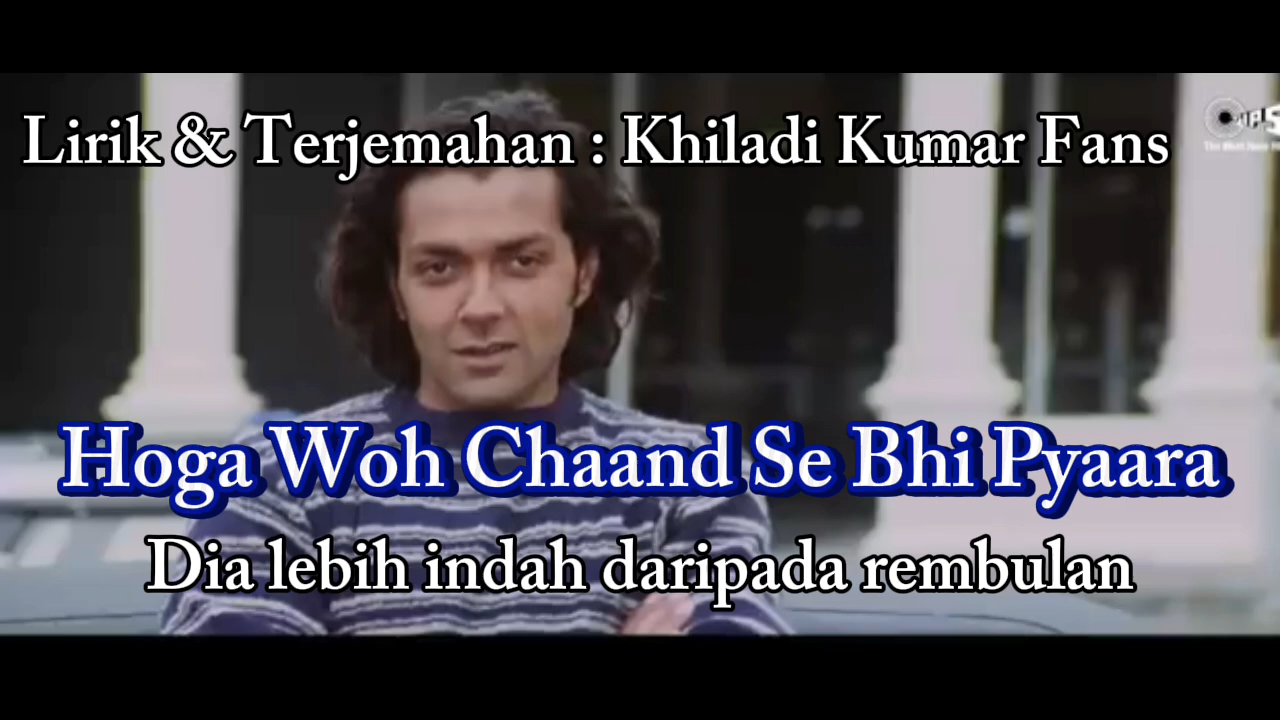 Lirik & Terjemahan : Khiladi Kumar Fans
Hoga Woh Chaand Se Bhi Pyaara
Dia lebih indah daripada rembulan